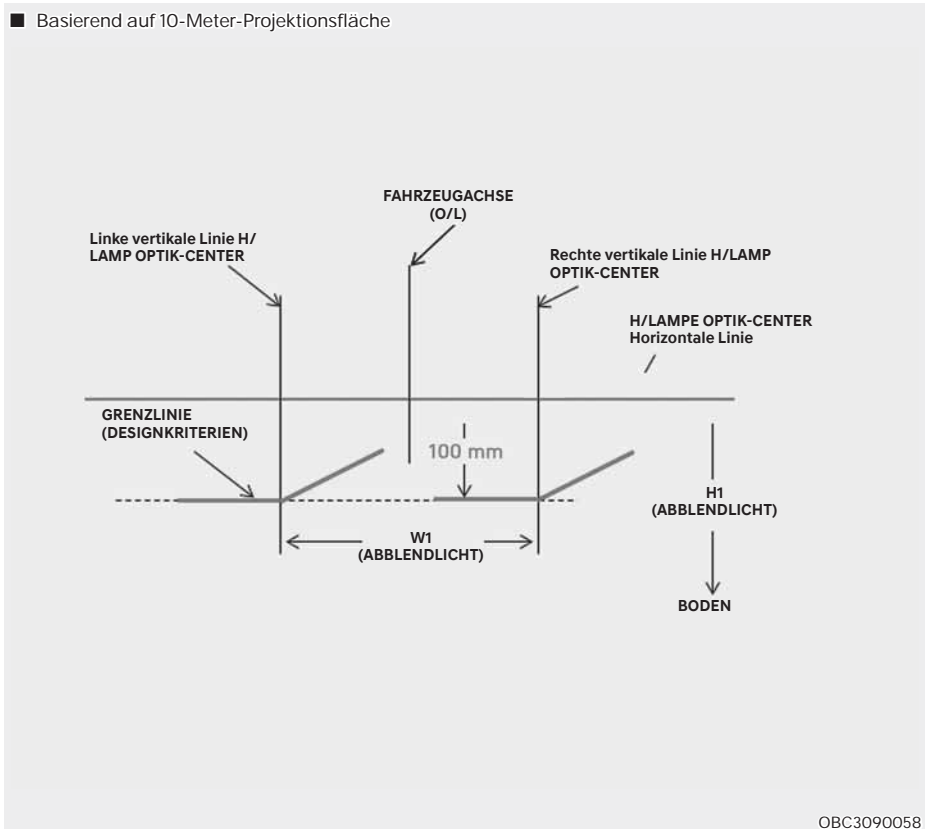 ■ Basierend auf 10-Meter-Projektionsfläche
FAHRZEUGACHSE
(O/L)
Linke vertikale Linie H/
LAMP OPTIK-CENTER
Rechte vertikale Linie H/LAMP
OPTIK-CENTER
H/LAMPE OPTIK-CENTER
Horizontale Linie
GRENZLINIE
(DESIGNKRITERIEN)
100 mm
H1
(ABBLENDLICHT)
W1
(ABBLENDLICHT)
BODEN
OBC3090058